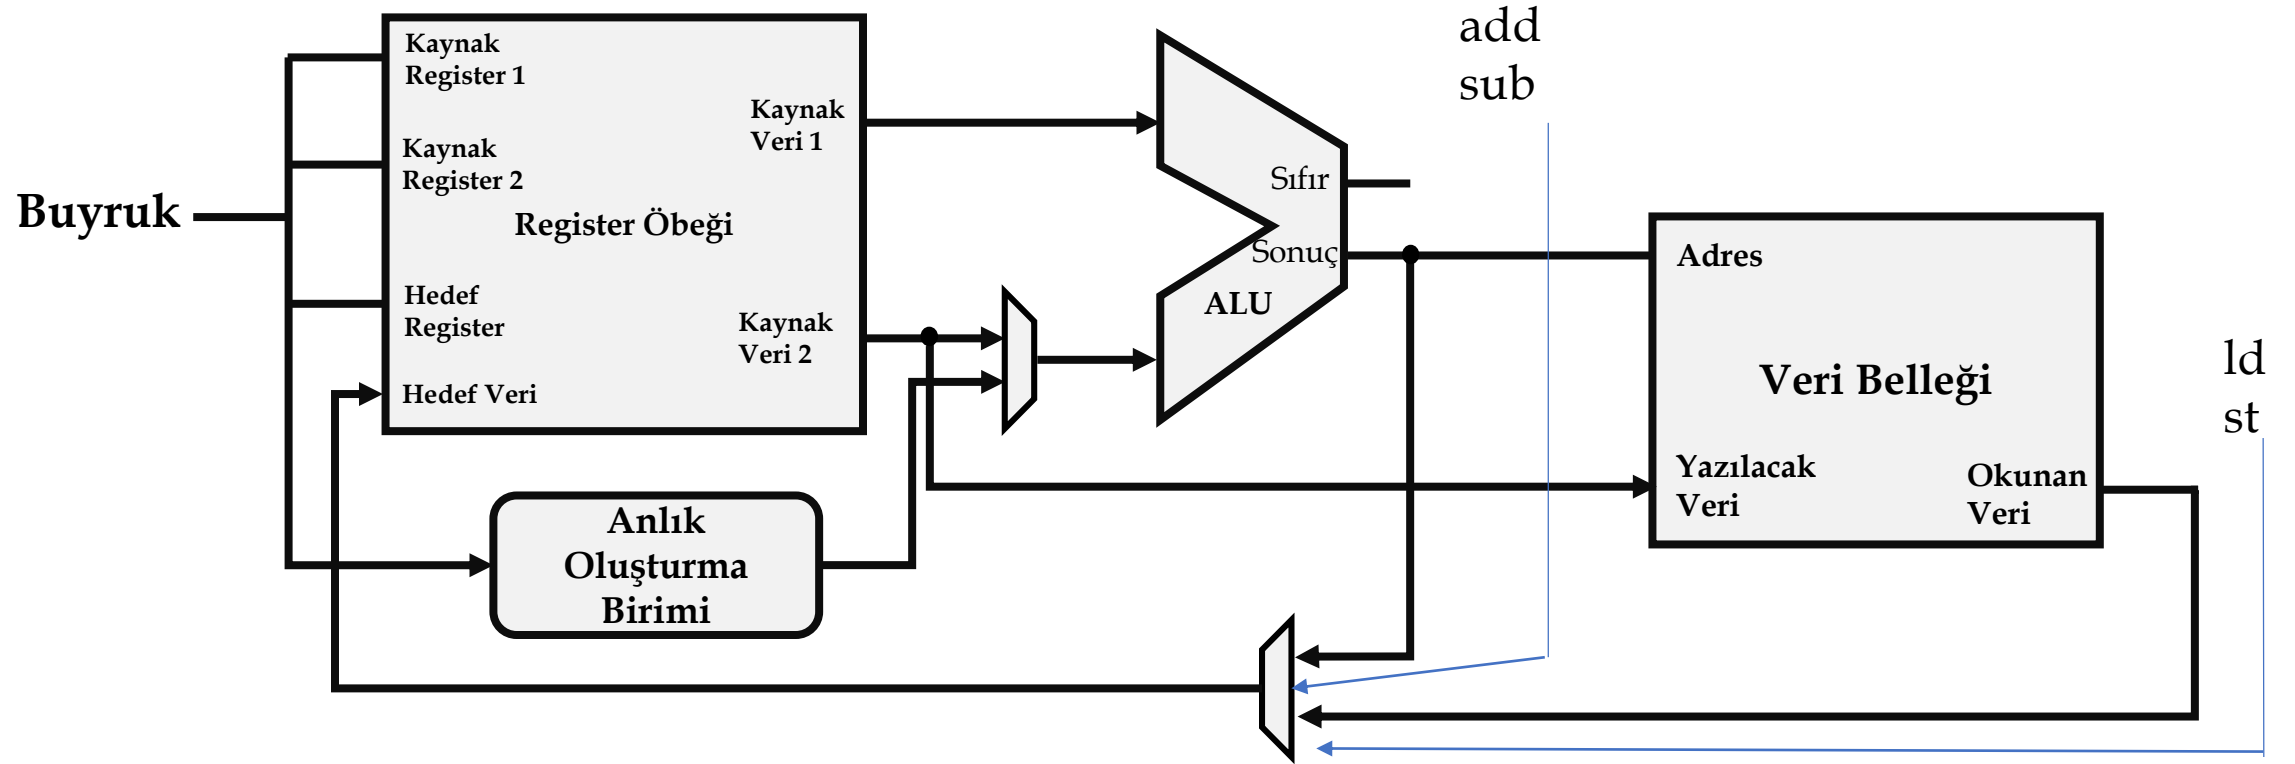 Buyruk
Kaynak
Register 1
Kaynak
Register 2
Register Öbeği
Hedef
Register
Hedef Veri
Kaynak
Veri 1
Kaynak
Veri 2
Anlık
Oluşturma
Birimi
Sıfır
Sonuç
ALU
add
sub
Adres
Veri Belleği
Yazılacak
Veri
Okunan
Veri
ld
st